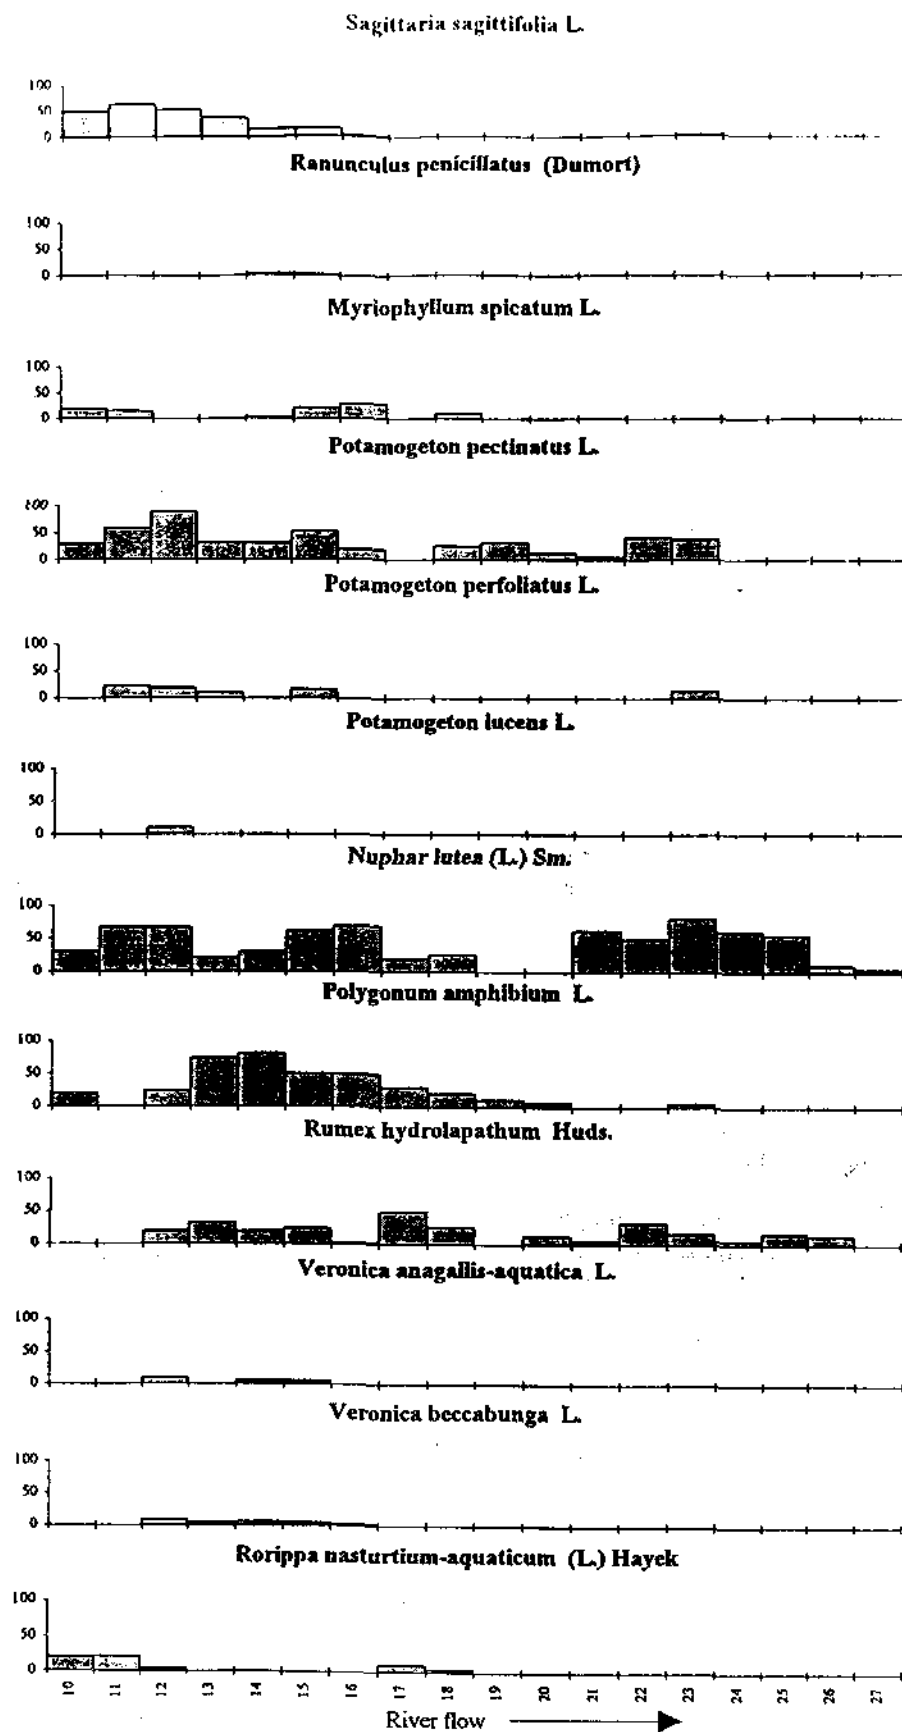 Sagittaria sagittifolia L.
100
50
0
Ranunculus penicillatus (Dumort)
100
50
0
Myriophyllum spicatum L.
100
50
0
Potamogeton pectinatus L.
100
50
0
Potamogeton perfoliatus L.
100
50
0
Potamogeton lucens L.
100
50
0
Nuphar lutea (L.) Sm.
100
50
0
Polygonum amphibium L.
100
50
0
Rumex hydrolapathum Huds.
100
50
0
Veronica anagallis-aquatica L.
100
50
0
Veronica beccabunga L.
100
50
0
Rorippa nasturtium-aquaticum (L.) Hayek
100
50
0
10 11 12 13 14 15 16 17 18 19 20 21 22 23 24 25 26 27
River flow